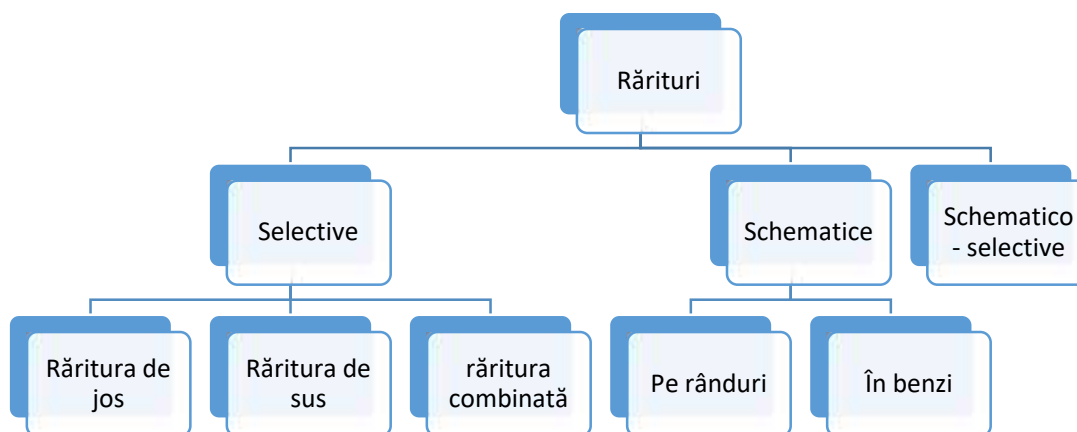 Rărituri
Selective
Schematice
Schematico
- selective
Răritura de
jos
Răritura de
sus
răritura
combinată
Pe rânduri
În benzi